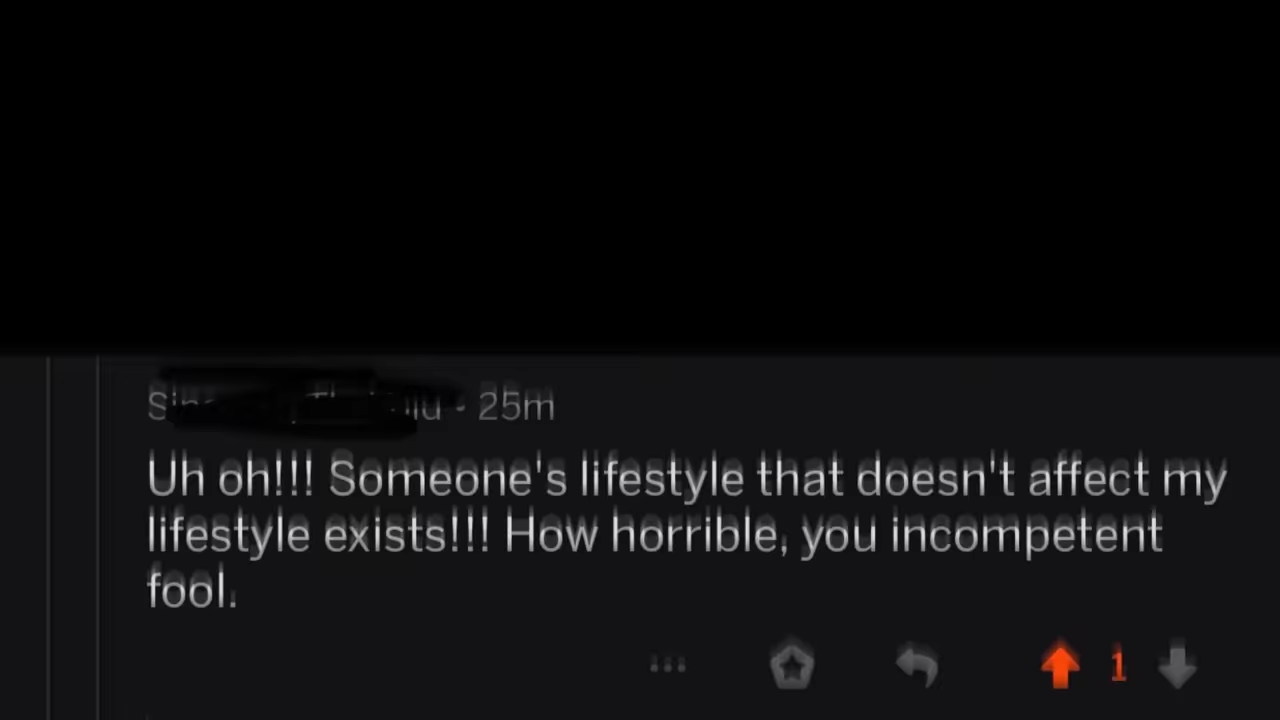 · 25m
Uh oh!!! Someone's lifestyle that doesn't affect my
lifestyle exists!!! How horrible, you incompetent
fool.
1